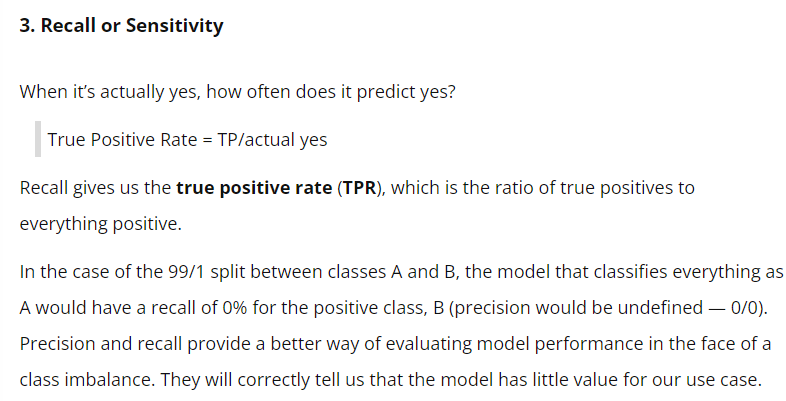 3. Recall or Sensitivity
When it’s actually yes, how often does it predict yes?
True Positive Rate = TP/actual yes
Recall gives us the true positive rate (TPR), which is the ratio of true positives to
everything positive.
In the case of the 99/1 split between classes A and B, the model that classifies everything as
A would have a recall of 0% for the positive class, B (precision would be undefined — 0/0).
Precision and recall provide a better way of evaluating model performance in the face of a
class imbalance. They will correctly tell us that the model has little value for our use case.